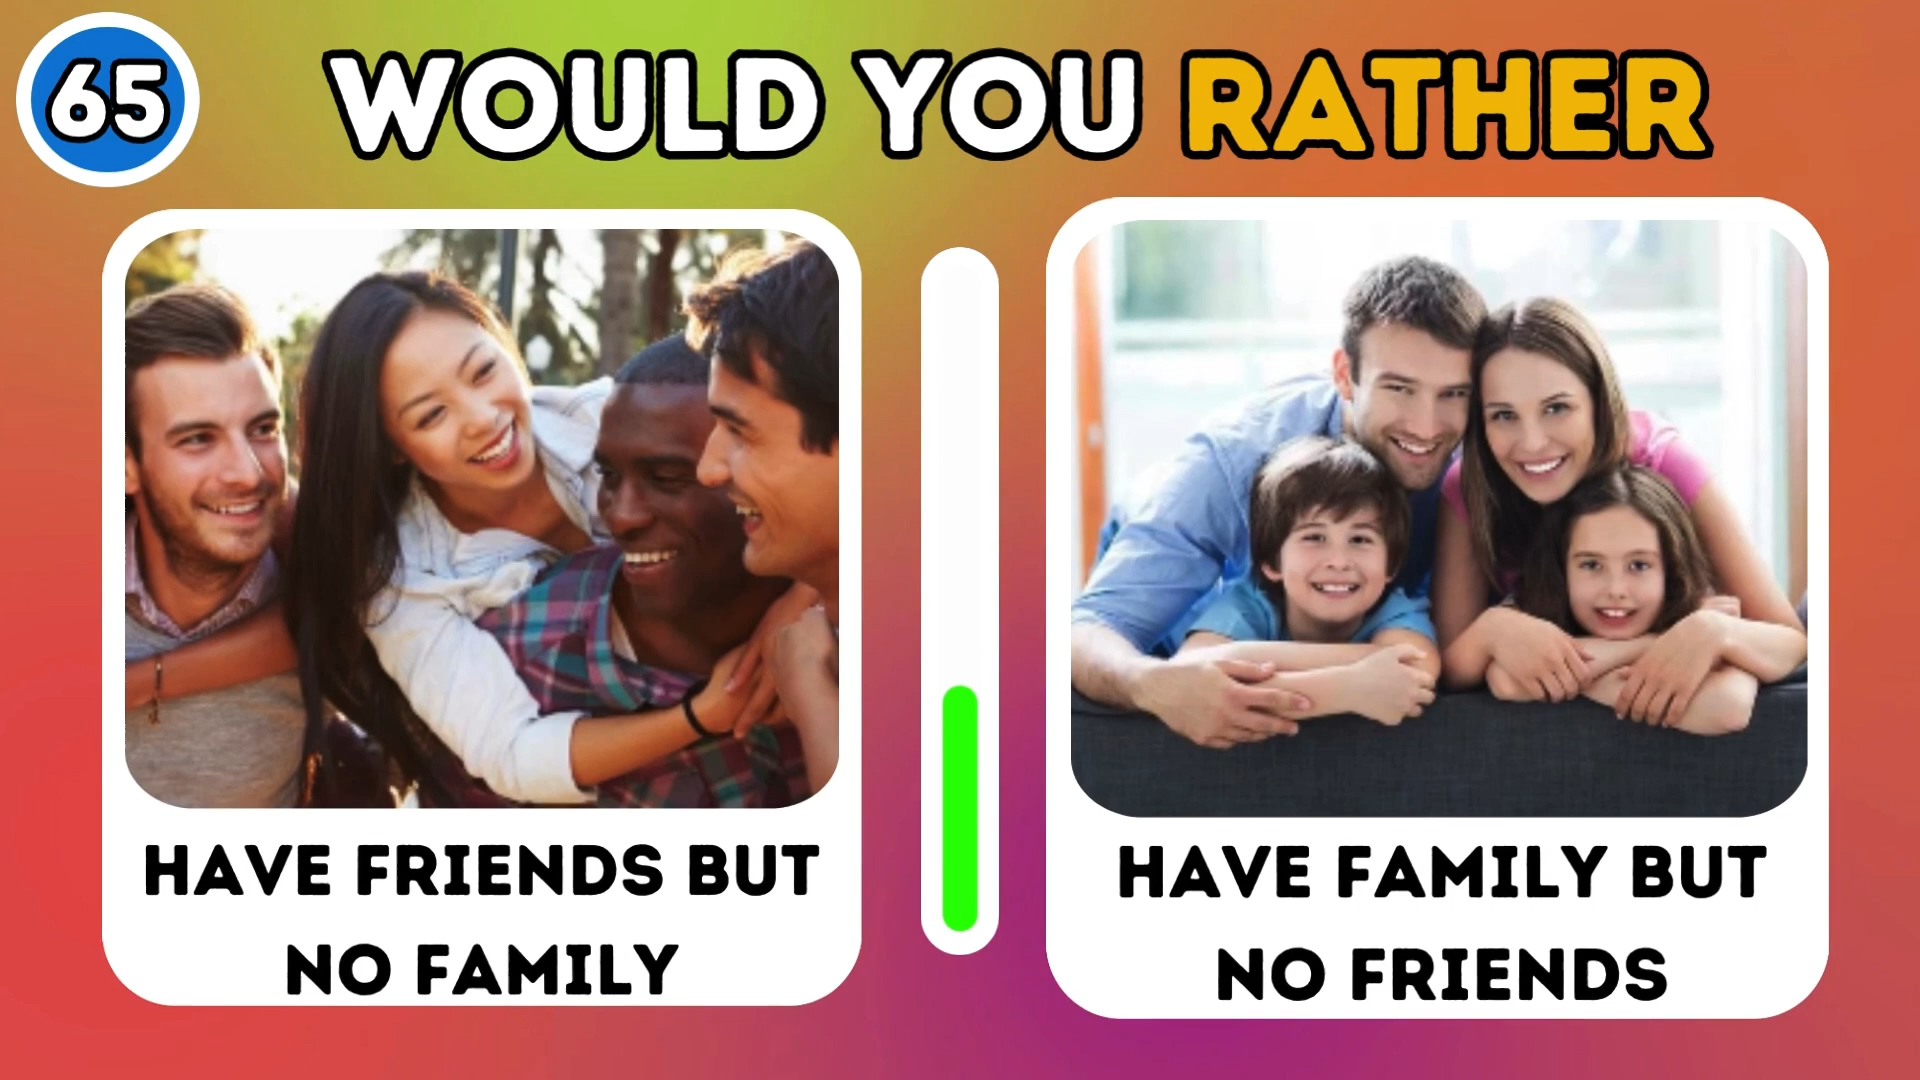 65
WOULD YOU RATHER
HAVE FRIENDS BUT
NO FAMILY
HAVE FAMILY BUT
NO FRIENDS